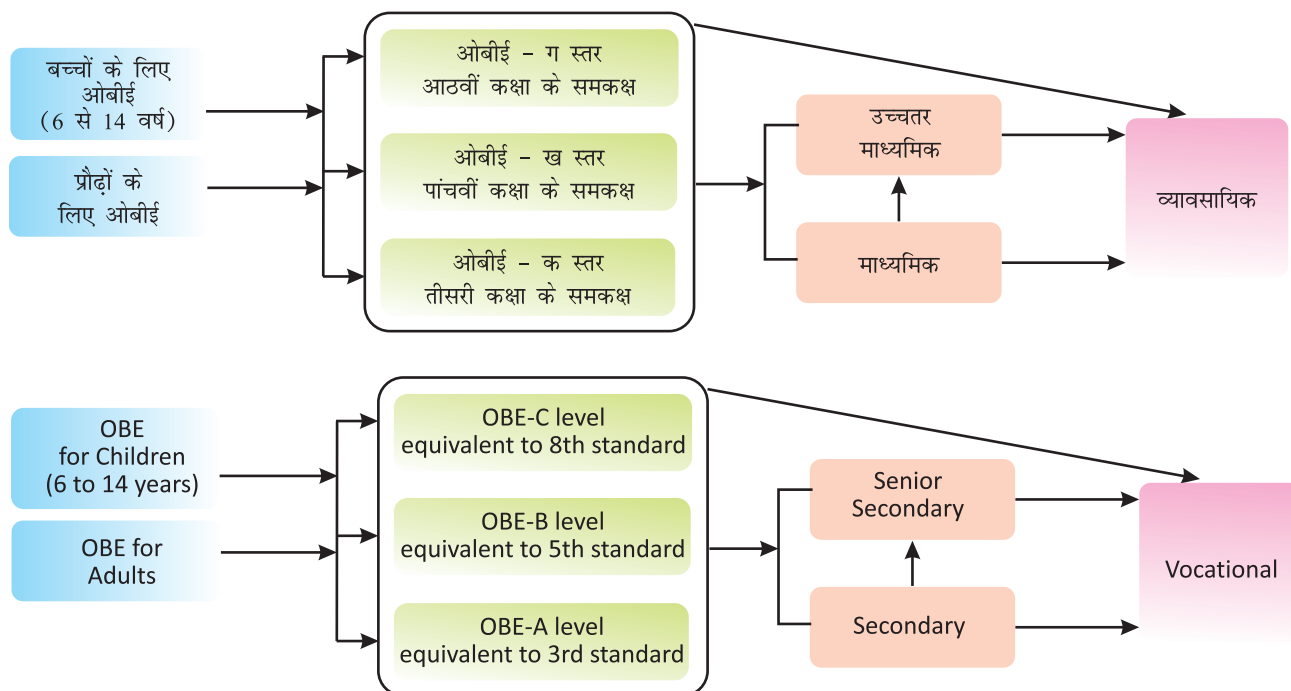 बच्चों के लिए
ओबीई
(6 से 14 वर्ष)
प्रौढ़ों के
लिए ओबीई
ओबीई – ग स्तर
आठवीं कक्षा के समकक्ष
ओबीई – ख स्तर
पांचवीं कक्षा के समकक्ष
ओबीई – क स्तर
तीसरी कक्षा के समकक्ष
उच्चतर
माध्यमिक
माध्यमिक
व्यावसायिक
OBE
for Children
(6 to 14 years)
OBE for
Adults
OBE-C level
equivalent to 8th standard
OBE-B level
equivalent to 5th standard
OBE-A level
equivalent to 3rd standard
Senior
Secondary
Secondary
Vocational